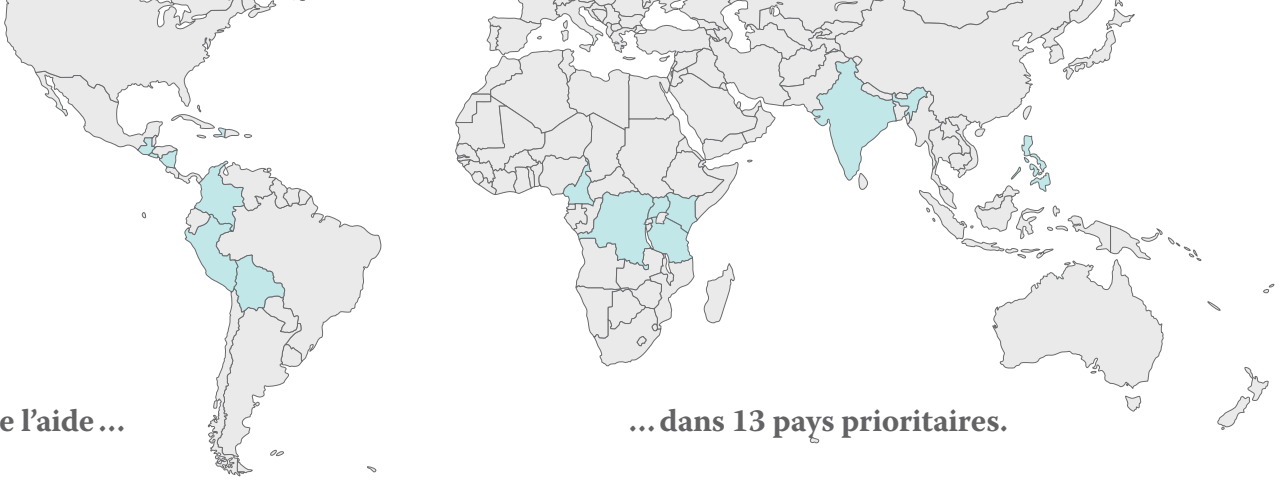 e l’aide …
… dans 13 pays prioritaires.